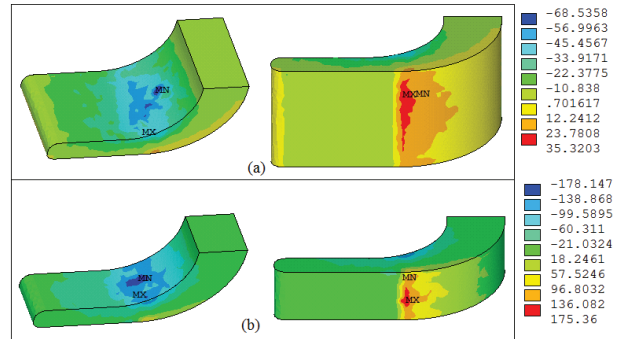 -68.5358
-56.9963
-45.4567
-33.9171
-22.3775
-10.838
.701617
12.2412
23.7808
35.3203
MN
MX
MXMN
(a)
-178.147
-138.868
-99.5895
-60.311
-21.0324
18.2461
57.5246
96.8032
136.082
175.36
MN
MX
MN
MX
(b)